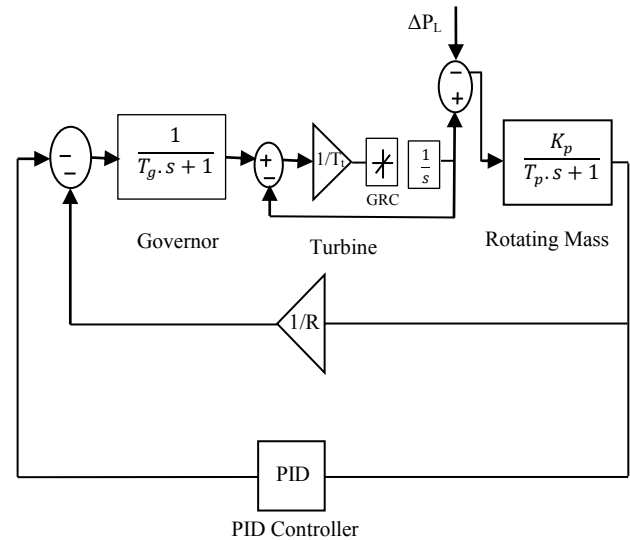 ΔP_L
−
+
−
−
1
T_g. s + 1
+
−
1/T_t
1
s
K_p
T_p. s + 1
GRC
Governor
Turbine
Rotating Mass
1/R
PID
PID Controller